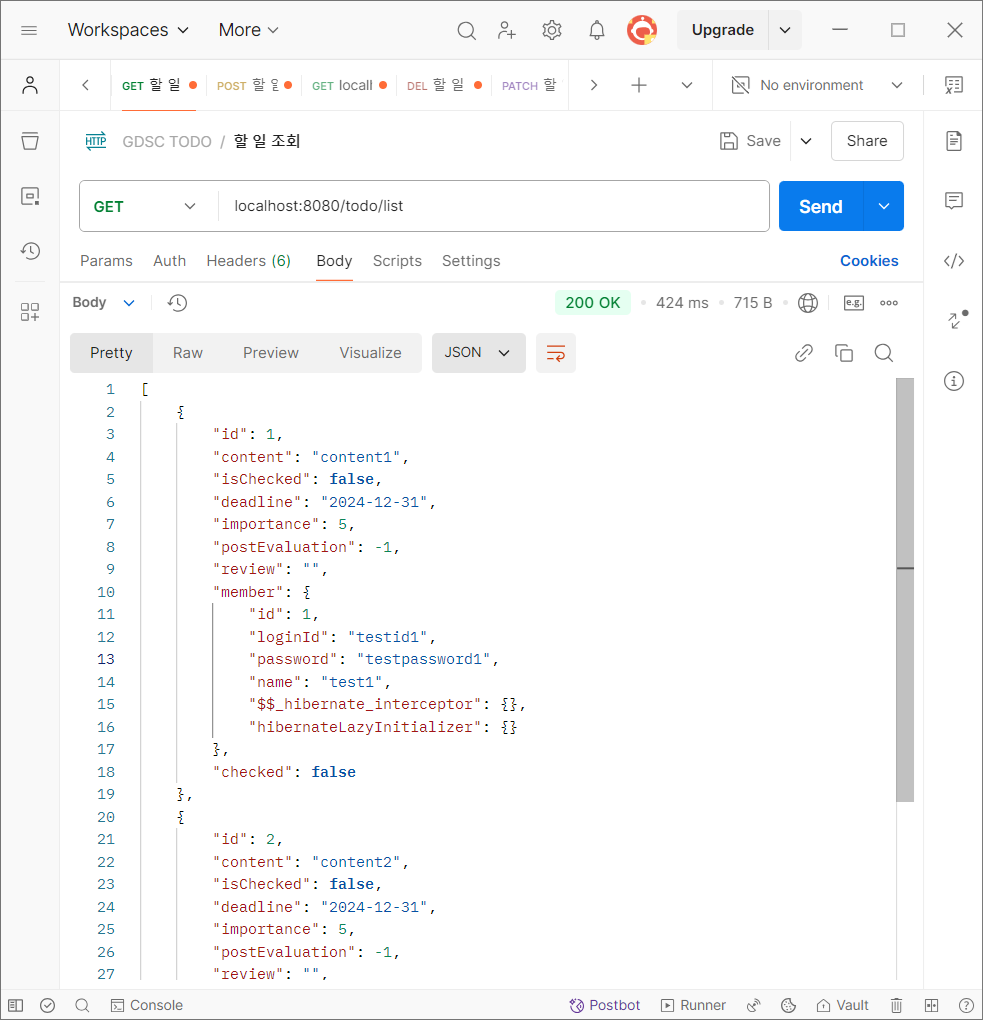 Workspaces More Upgrade
GET 할 일 POST 할 GET locall DEL 할 일 PATCH 할 No environment
HTTP GDSC TODO / 할 일 조회 Save Share
GET localhost:8080/todo/list Send
Params Auth Headers (6) Body Scripts Settings Cookies
Body 200 OK 424 ms 715 B e.g.
Pretty Raw Preview Visualize JSON
1 [
2 {
3 "id": 1,
4 "content": "content1",
5 "isChecked": false,
6 "deadline": "2024-12-31",
7 "importance": 5,
8 "postEvaluation": -1,
9 "review": "",
10 "member": {
11 "id": 1,
12 "loginId": "testid1",
13 "password": "testpassword1",
14 "name": "test1",
15 "$$_hibernate_interceptor": {},
16 "hibernateLazyInitializer": {}
17 },
18 "checked": false
19 },
20 {
21 "id": 2,
22 "content": "content2",
23 "isChecked": false,
24 "deadline": "2024-12-31",
25 "importance": 5,
26 "postEvaluation": -1,
27 "review": "",
Console Postbot Runner Vault